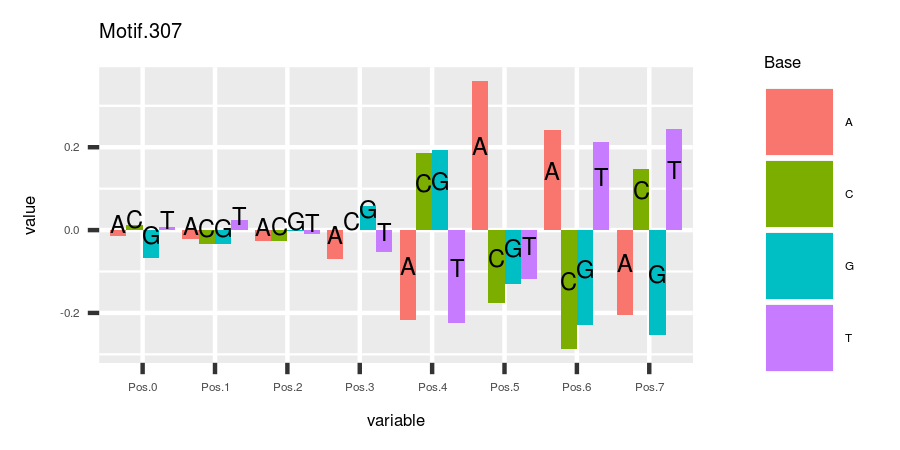 Motif.307
Base
A
C
G
T
value
0.2
0.0
-0.2
A C G T A C G T A C G T A C G T A C G T A C G T A C G T A C G T
Pos.0 Pos.1 Pos.2 Pos.3 Pos.4 Pos.5 Pos.6 Pos.7
variable